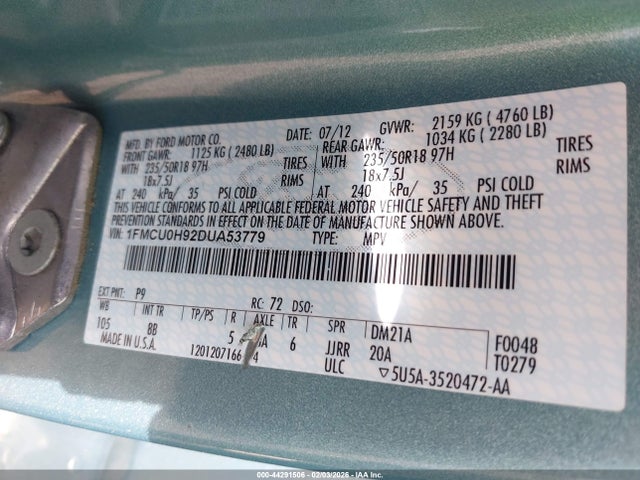 MFD. BY FORD MOTOR CO. DATE: 07/12 GVWR: 2159 KG ( 4760 LB)
FRONT GAWR: 1125 KG ( 2480 LB) REAR GAWR: 1034 KG ( 2280 LB)
WITH 235/50R18 97H TIRES WITH 235/50R18 97H TIRES
18x7.5J RIMS 18x7.5J RIMS
AT 240 kPa/ 35 PSI COLD AT 240 kPa/ 35 PSI COLD
THIS VEHICLE CONFORMS TO ALL APPLICABLE FEDERAL MOTOR VEHICLE SAFETY AND THEFT
PREVENTION STANDARDS IN EFFECT ON THE DATE OF MANUFACTURE SHOWN ABOVE.
VIN: 1FMCU0H92DUA53779 TYPE: MPV
EXT PNT: P9 RC: 72 DSO:
WB INT TR TP/PS R AXLE TR SPR DM21A F0048
105 8B 5 6 JJRR 20A T0279
MADE IN U.S.A. 1201207166 4 ULC ▽5U5A-3520472-AA
000-44291506 - 02/03/2026 - COPART